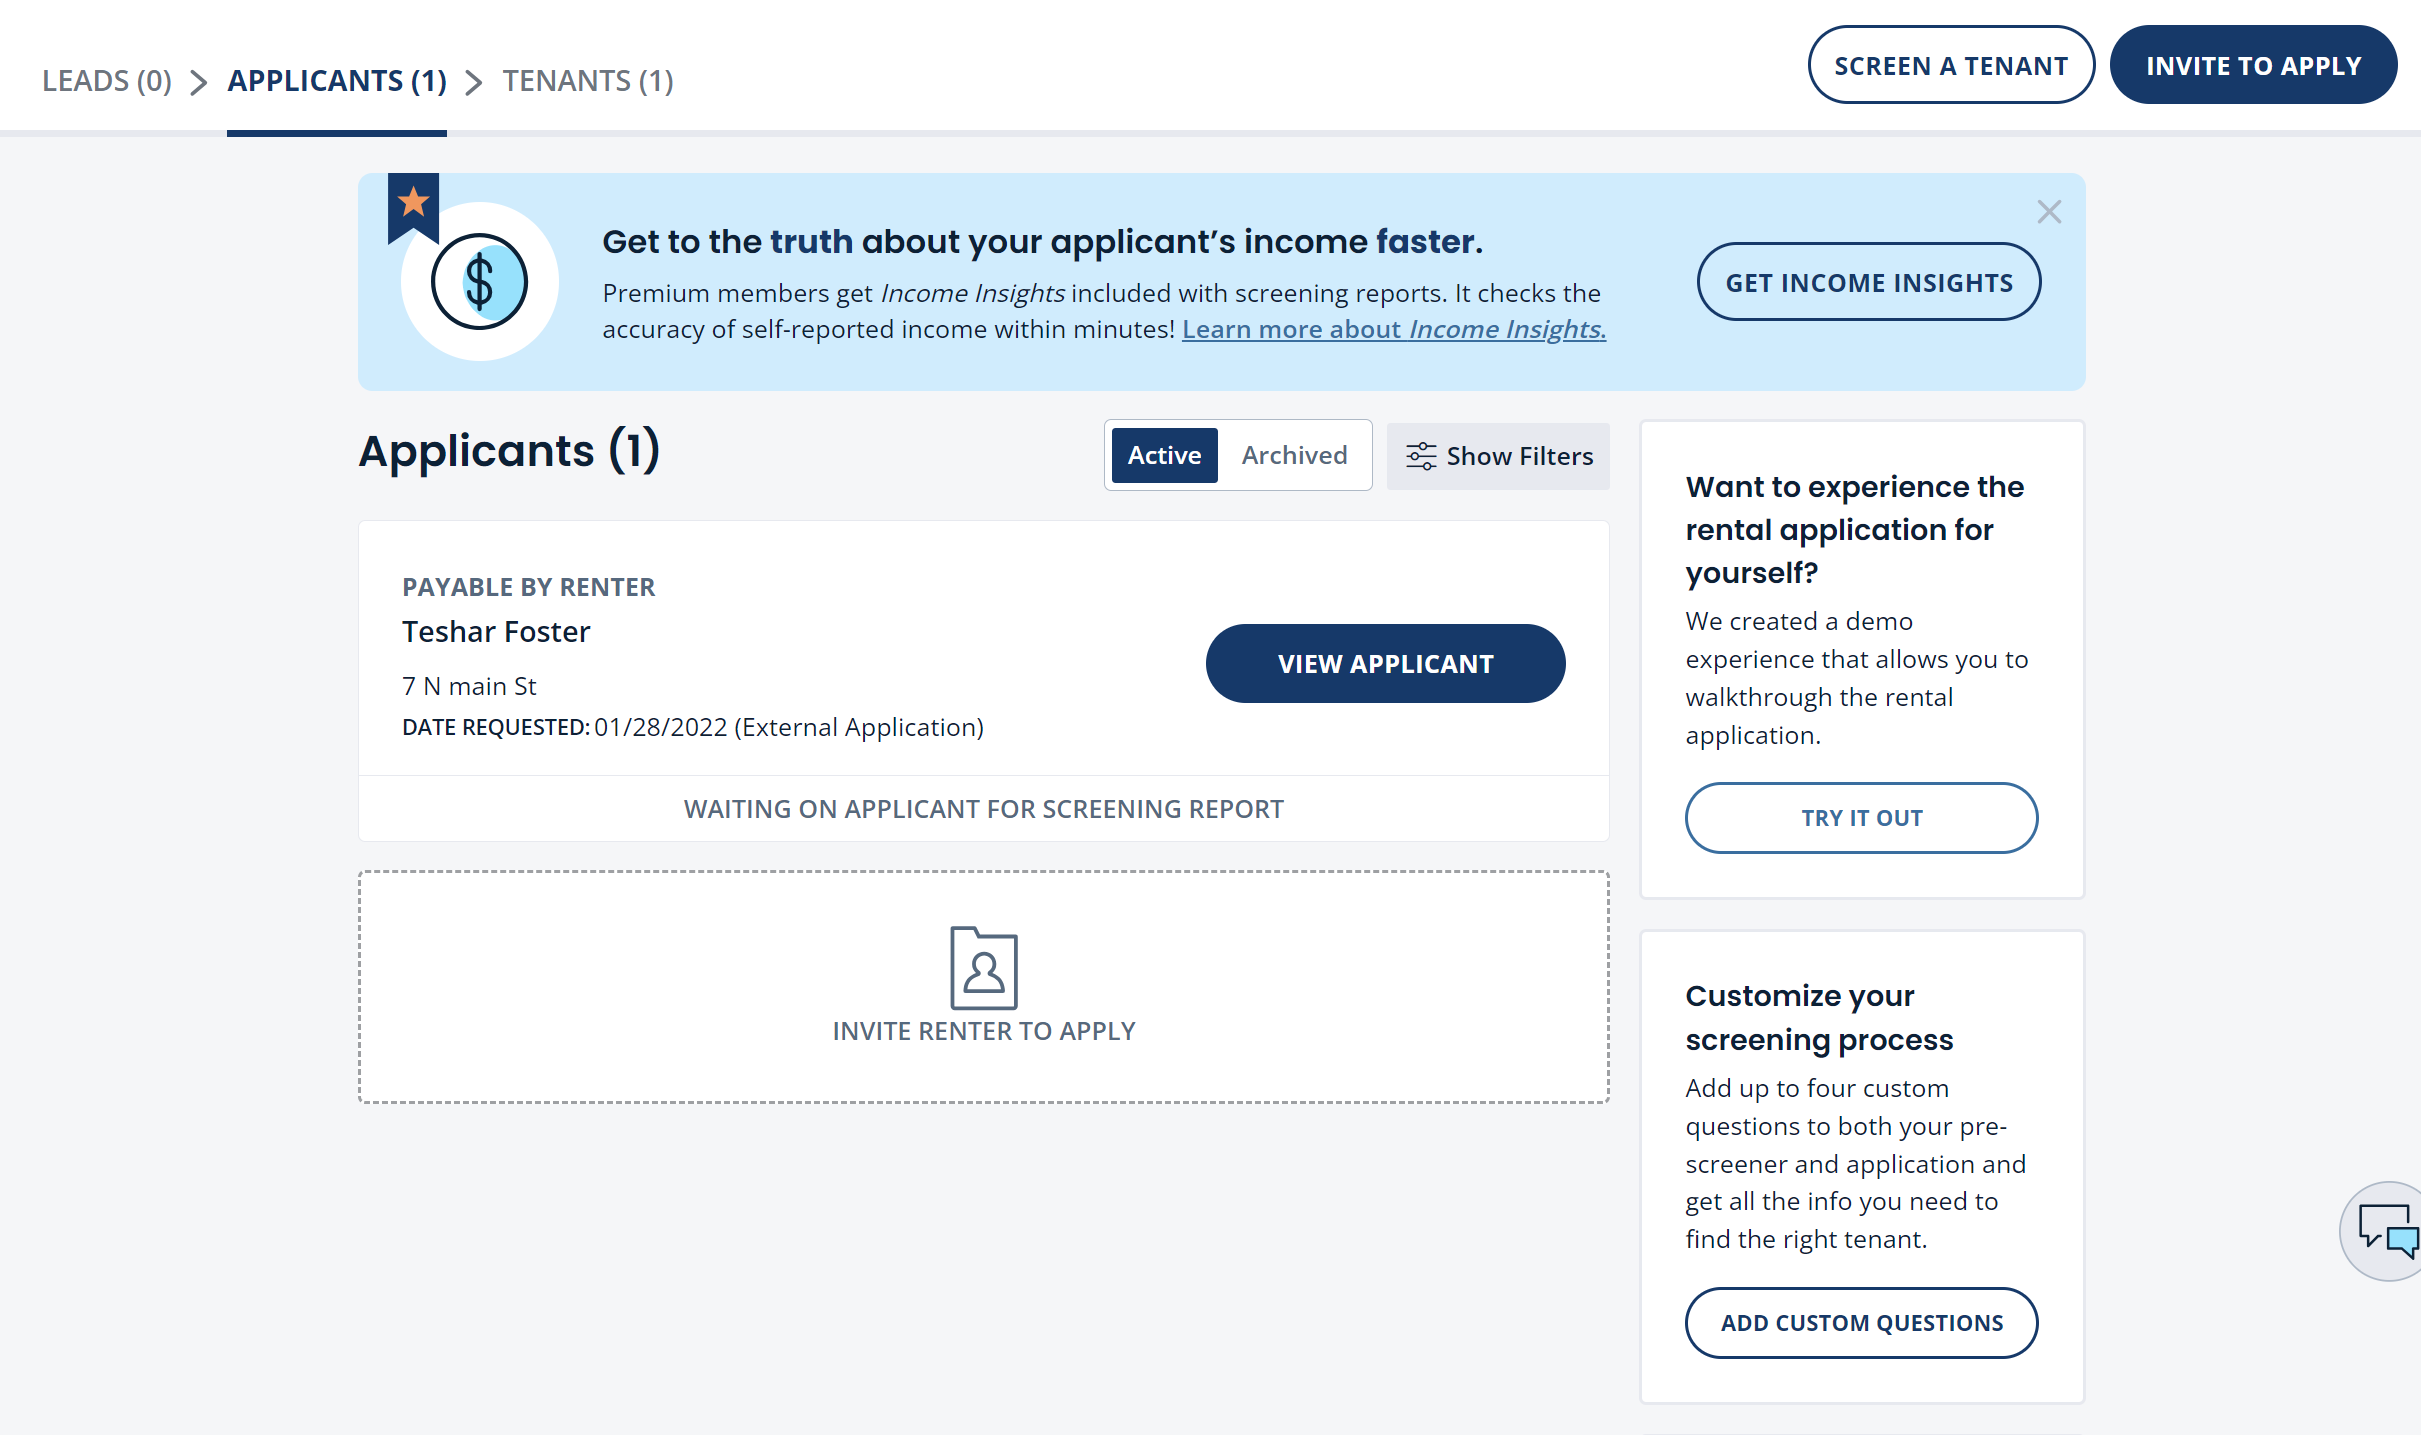 LEADS (0) > APPLICANTS (1) > TENANTS (1)
SCREEN A TENANT
INVITE TO APPLY
Get to the truth about your applicant’s income faster.
Premium members get Income Insights included with screening reports. It checks the
accuracy of self-reported income within minutes! Learn more about Income Insights.
GET INCOME INSIGHTS
Applicants (1)
Active
Archived
Show Filters
PAYABLE BY RENTER
Teshar Foster
7 N main St
DATE REQUESTED: 01/28/2022 (External Application)
VIEW APPLICANT
WAITING ON APPLICANT FOR SCREENING REPORT
INVITE RENTER TO APPLY
Want to experience the
rental application for
yourself?
We created a demo
experience that allows you to
walkthrough the rental
application.
TRY IT OUT
Customize your
screening process
Add up to four custom
questions to both your pre-
screener and application and
get all the info you need to
find the right tenant.
ADD CUSTOM QUESTIONS